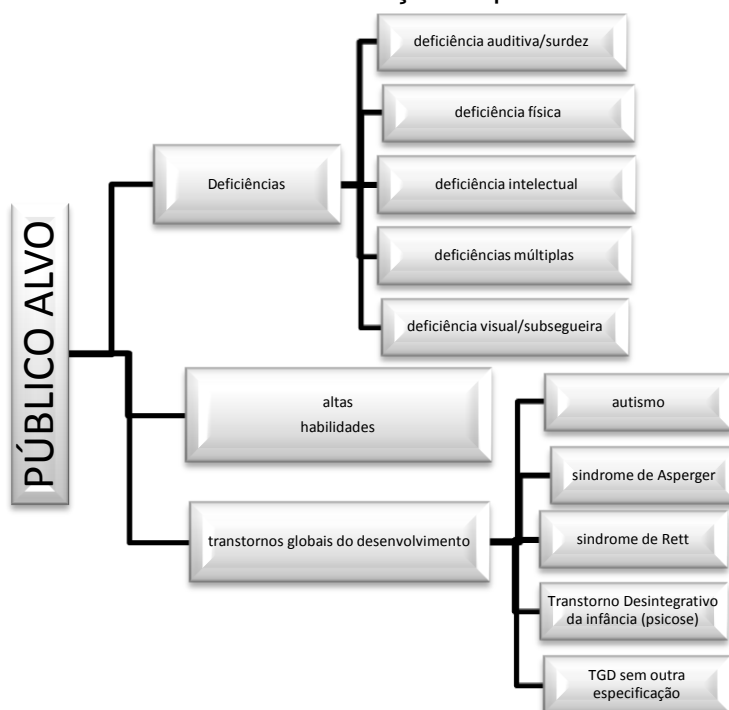 deficiência auditiva/surdez
deficiência física
Deficiências
deficiência intelectual
deficiências múltiplas
deficiência visual/subsegueira
PÚBLICO ALVO
altas
habilidades
autismo
sindrome de Asperger
transtornos globais do desenvolvimento
sindrome de Rett
Transtorno Desintegrativo
da infância (psicose)
TGD sem outra
especificação